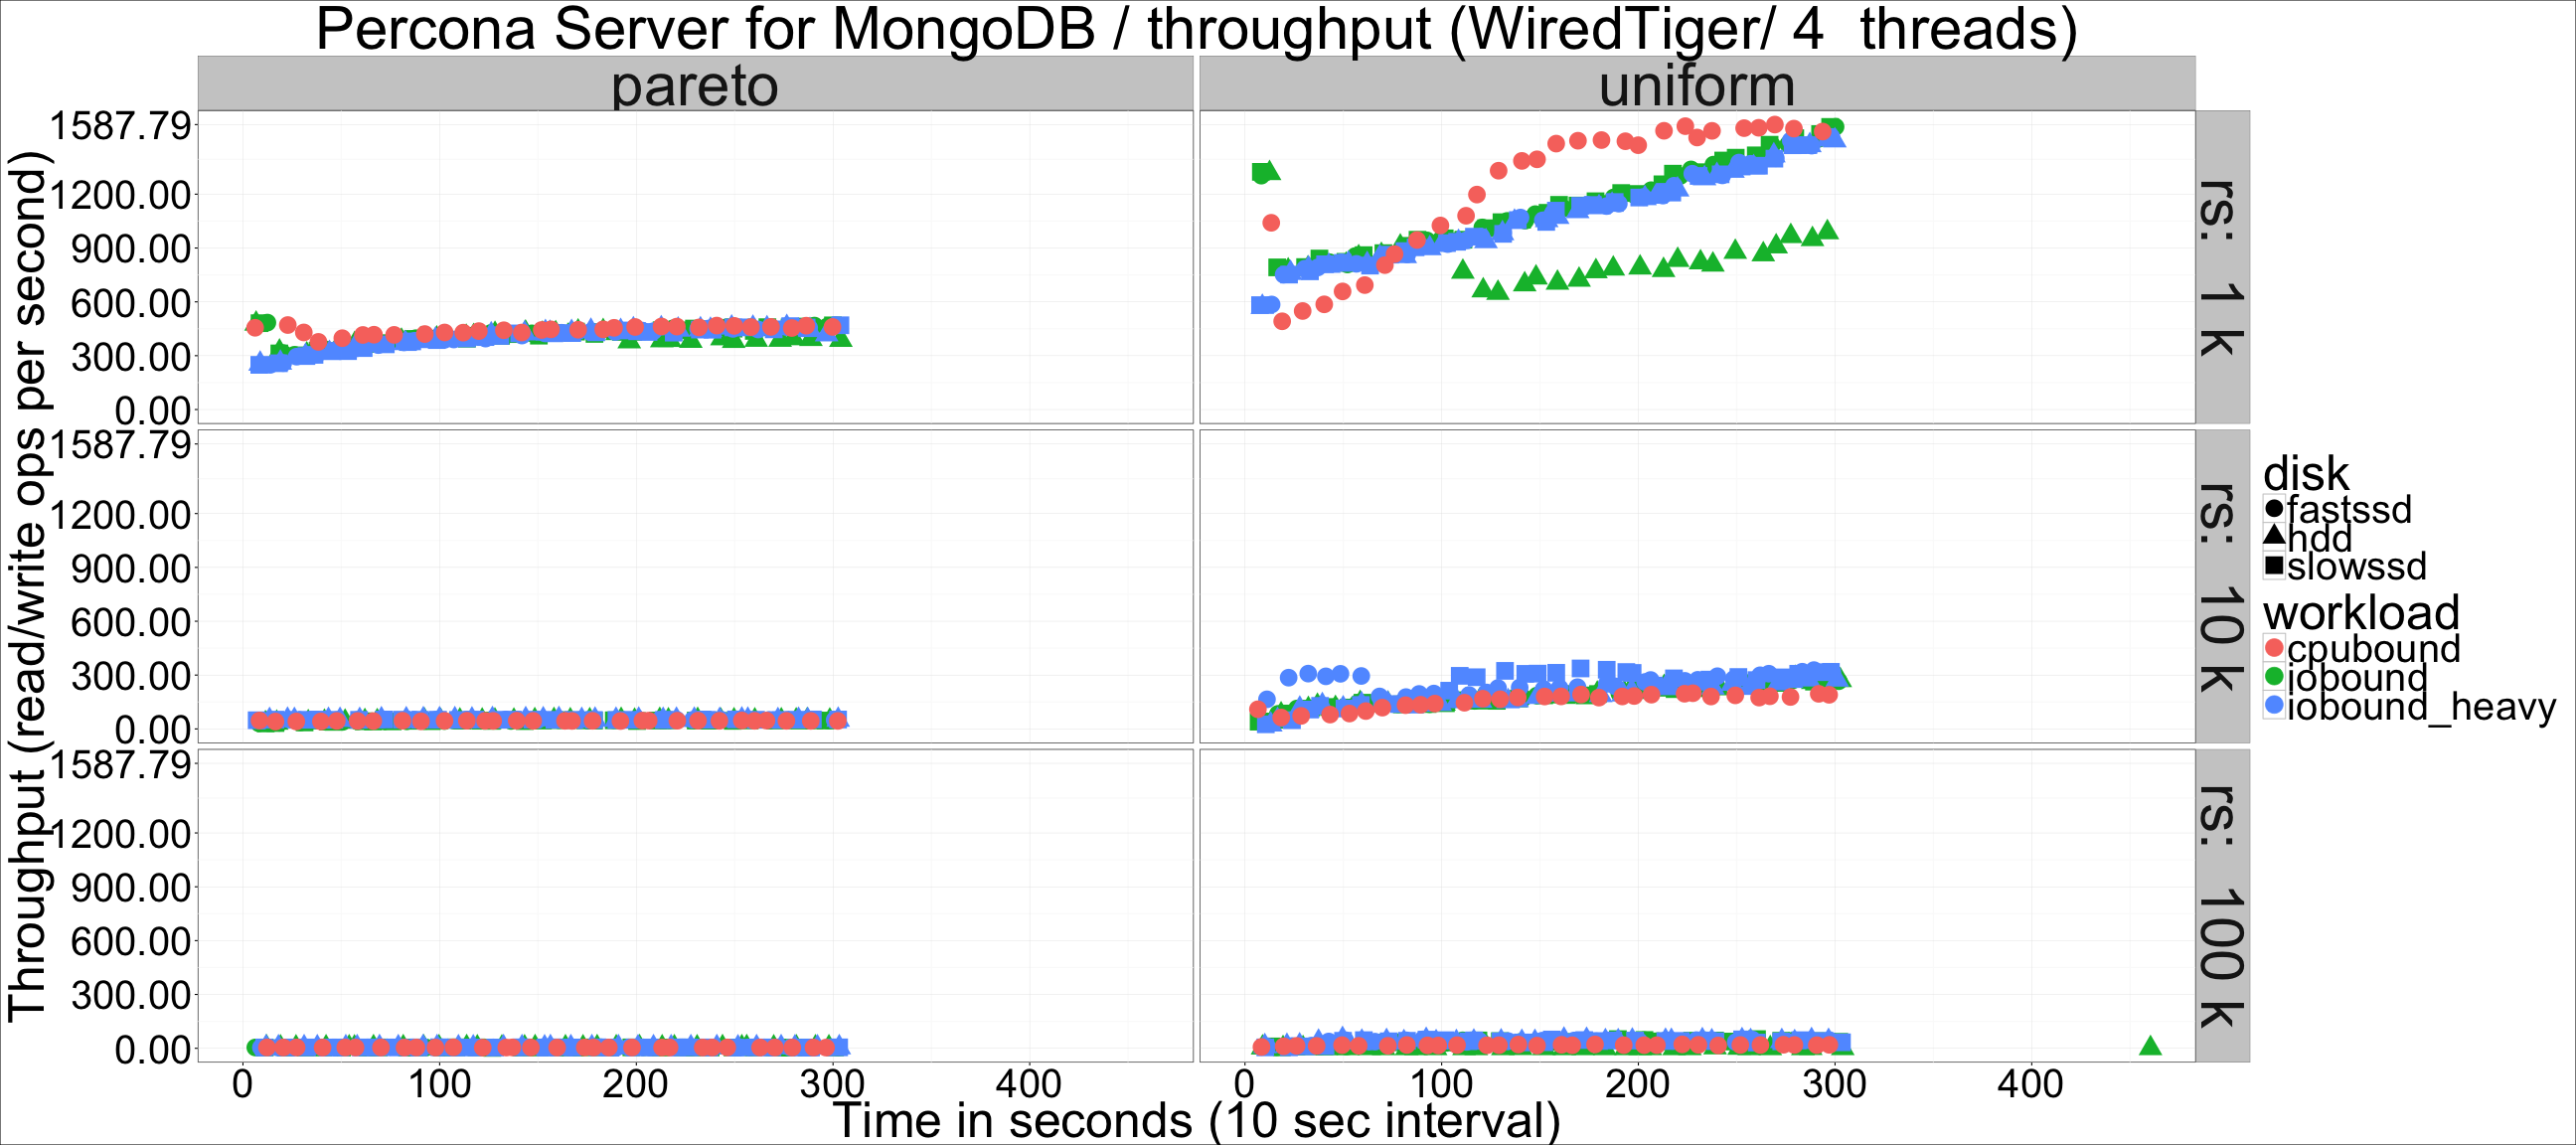 Percona Server for MongoDB / throughput (WiredTiger/ 4 threads)
pareto
uniform
Throughput (read/write ops per second)
1587.79
1200.00
900.00
600.00
300.00
0.00
rs: 1 k
1587.79
1200.00
900.00
600.00
300.00
0.00
rs: 10 k
1587.79
1200.00
900.00
600.00
300.00
0.00
rs: 100 k
0 100 200 300 400
0 100 200 300 400
Time in seconds (10 sec interval)
disk
fastssd
hdd
slowssd
workload
cpubound
iobound
iobound_heavy